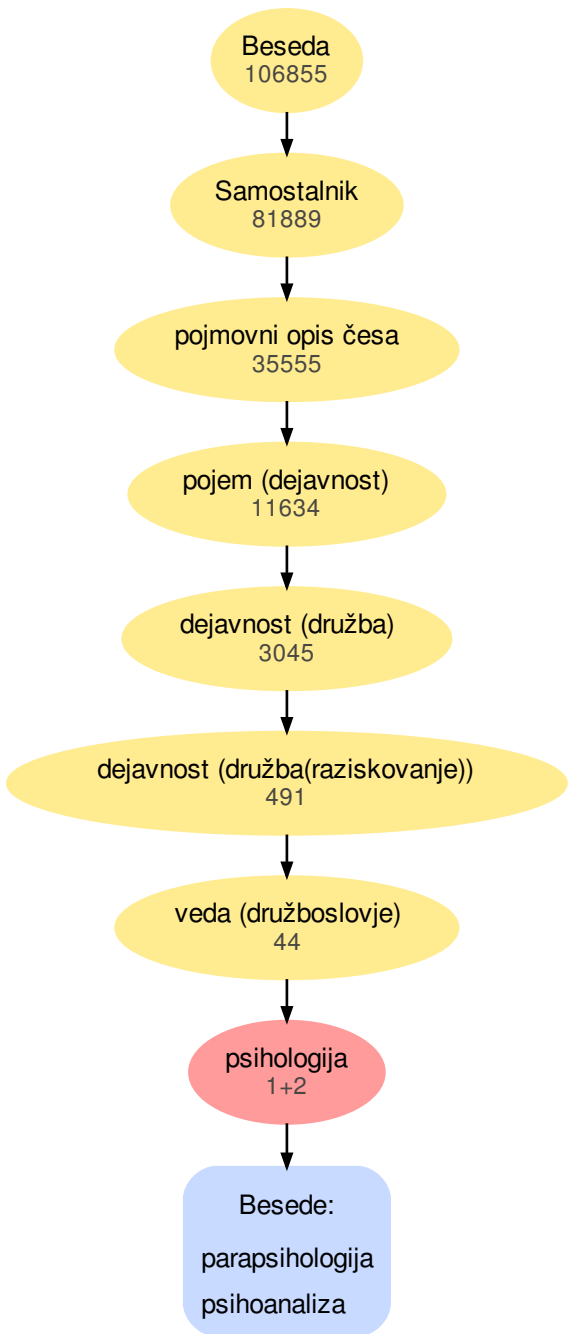 Beseda
106855
Samostalnik
81889
pojmovni opis česa
35555
pojem (dejavnost)
11634
dejavnost (družba)
3045
dejavnost (družba(raziskovanje))
491
veda (družboslovje)
44
psihologija
1+2
Besede:
parapsihologija
psihoanaliza